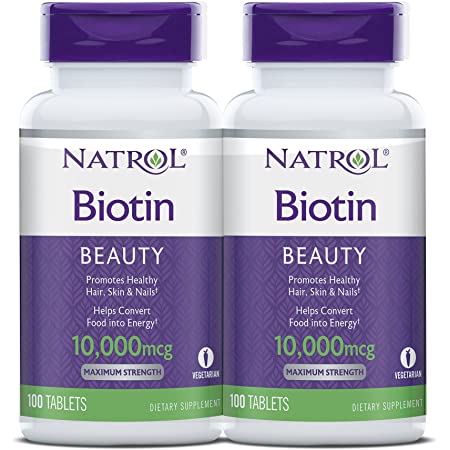 NATROL®
Biotin
BEAUTY
Promotes Healthy
Hair, Skin & Nails†
Helps Convert
Food into Energy†
10,000mcg
MAXIMUM STRENGTH
VEGETARIAN
100 TABLETS
DIETARY SUPPLEMENT
NATROL®
Biotin
BEAUTY
Promotes Healthy
Hair, Skin & Nails†
Helps Convert
Food into Energy†
10,000mcg
MAXIMUM STRENGTH
VEGETARIAN
100 TABLETS
DIETARY SUPPLEMENT